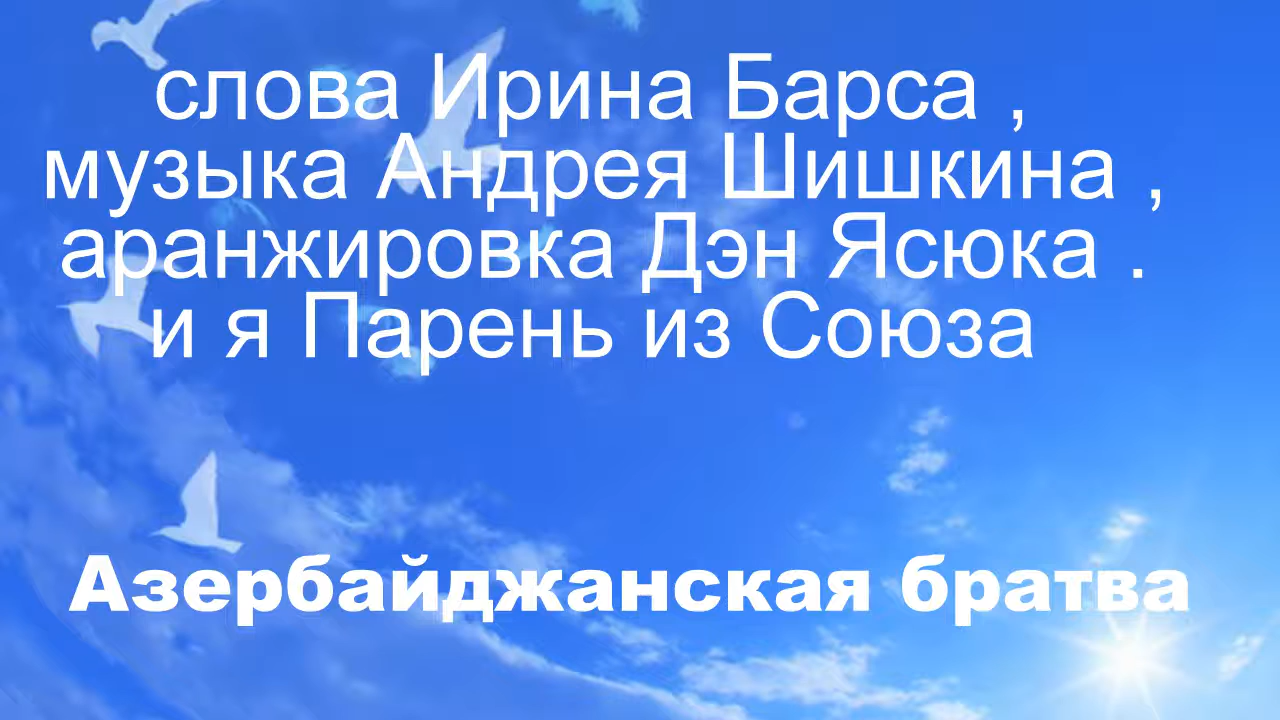 слова Ирина Барса ,
музыка Андрея Шишкина ,
аранжировка Дэн Ясюка .
и я Парень из Союза
Азербайджанская братва